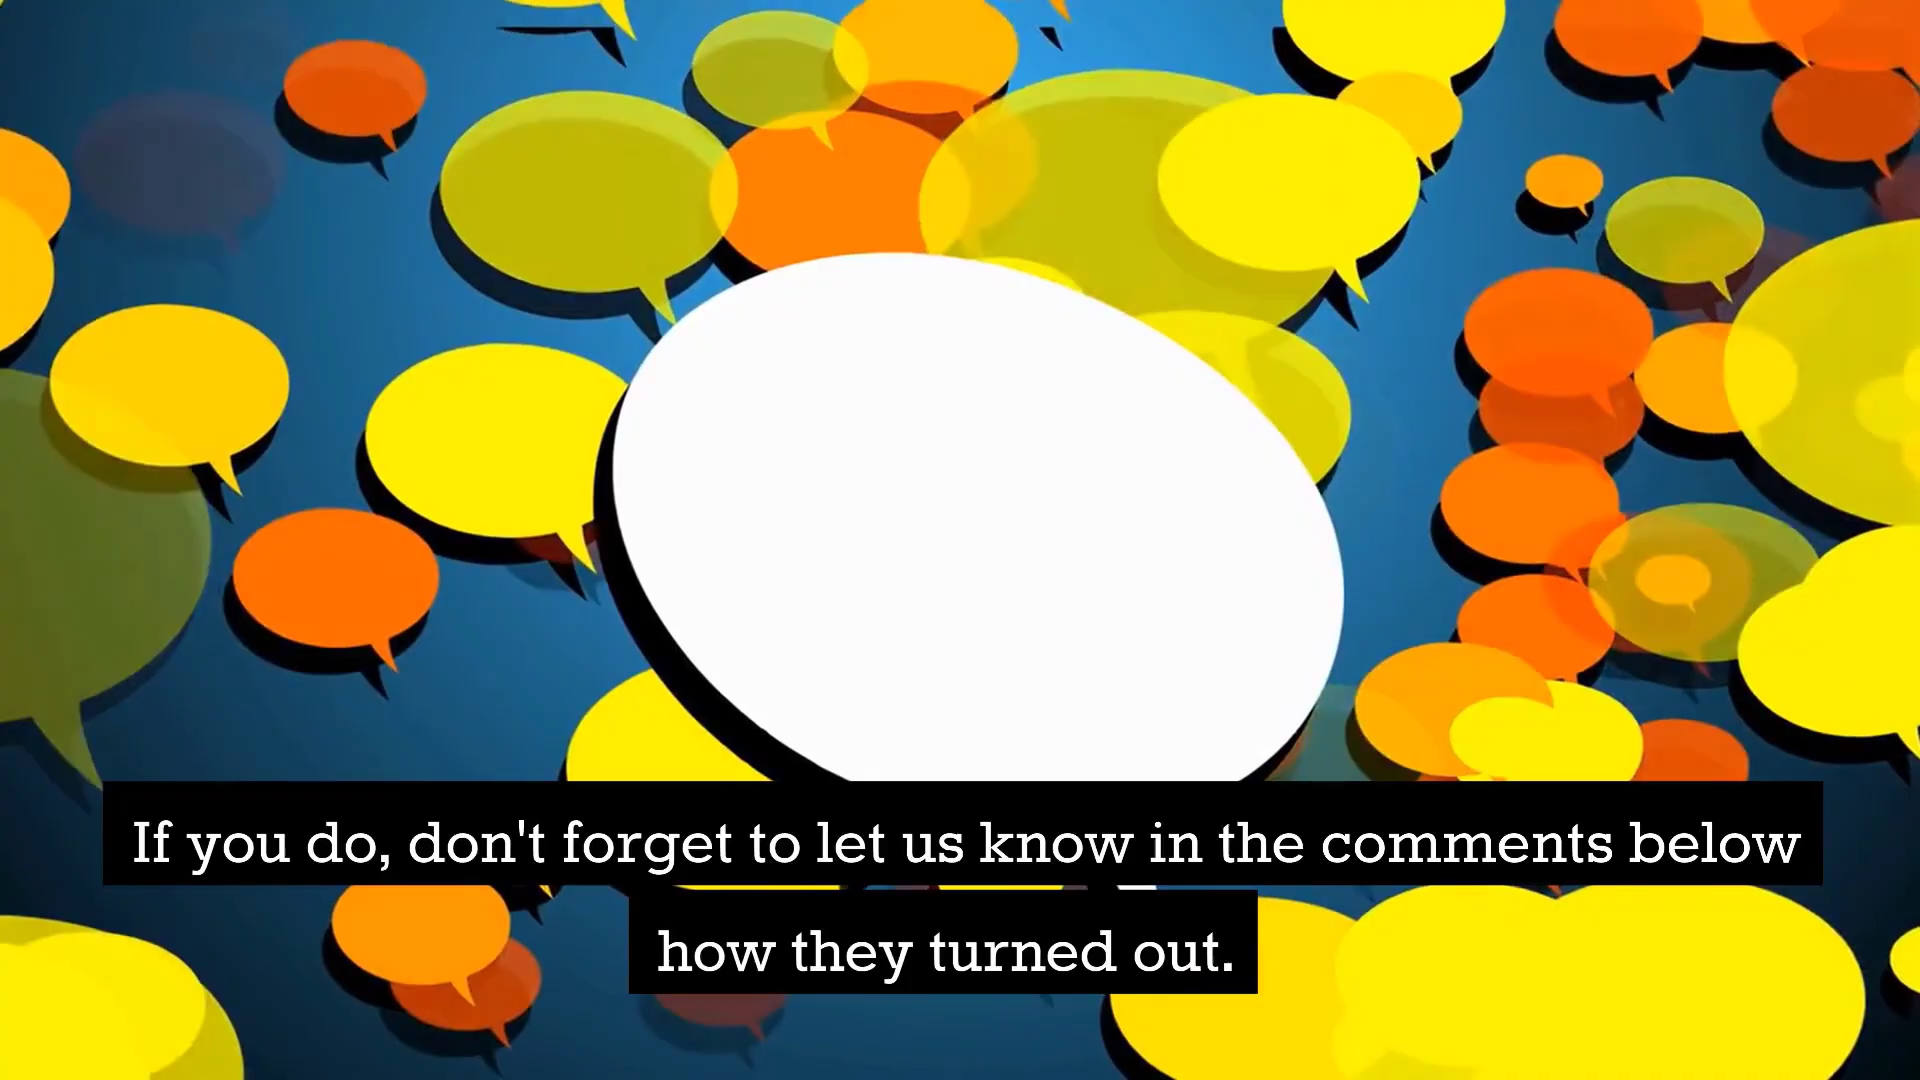 If you do, don't forget to let us know in the comments below
how they turned out.